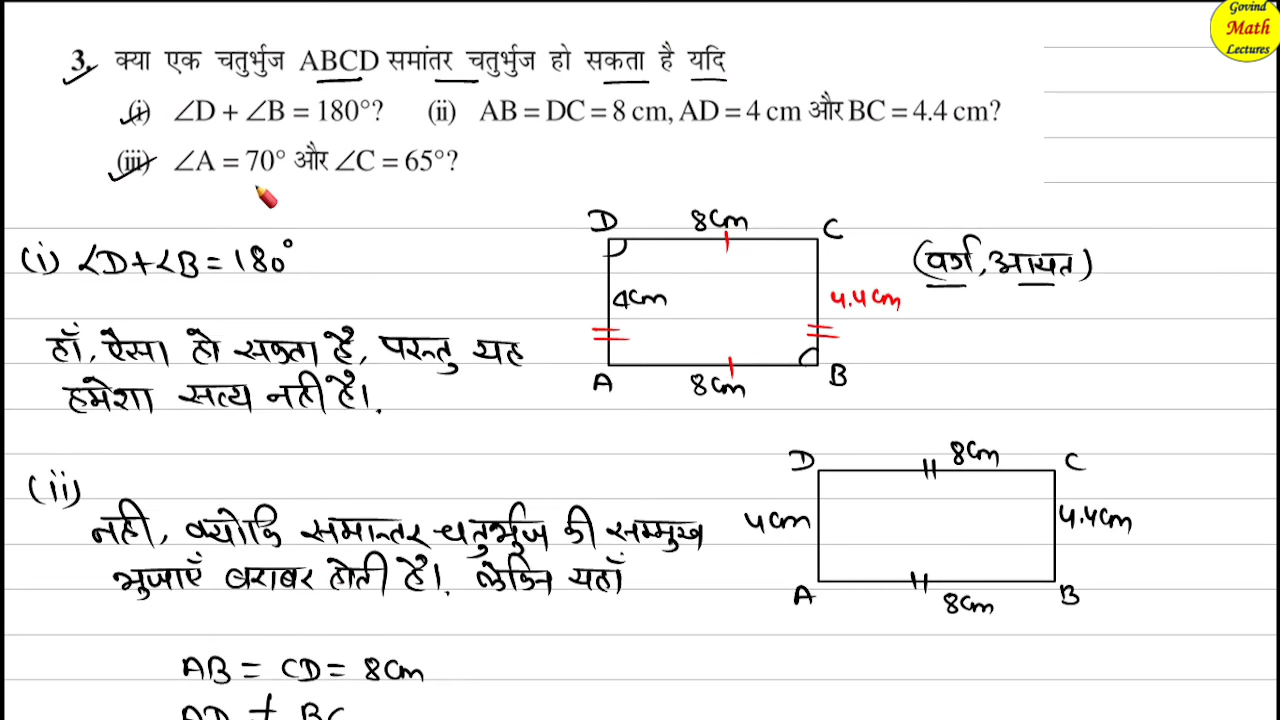 Govind
Math
Lectures
3. क्या एक चतुर्भुज ABCD समांतर चतुर्भुज हो सकता है यदि
(i) ∠D + ∠B = 180°? (ii) AB = DC = 8 cm, AD = 4 cm और BC = 4.4 cm?
(iii) ∠A = 70° और ∠C = 65°?
D 8cm C
(i) ∠D+∠B = 180°
(वर्ग, आयत)
4cm 4.4cm
हाँ, ऐसा हो सकता है, परन्तु यह
हमेशा सत्य नही है।.
A 8cm B
D 8cm C
(ii)
नही, क्योकि समान्तर चतुर्भुज की सम्मुख
4cm 4.4cm
भुजाएँ बराबर होती है।. लेकिन यहाँ
A 8cm B
AB = CD = 8cm
AD ≠ BC